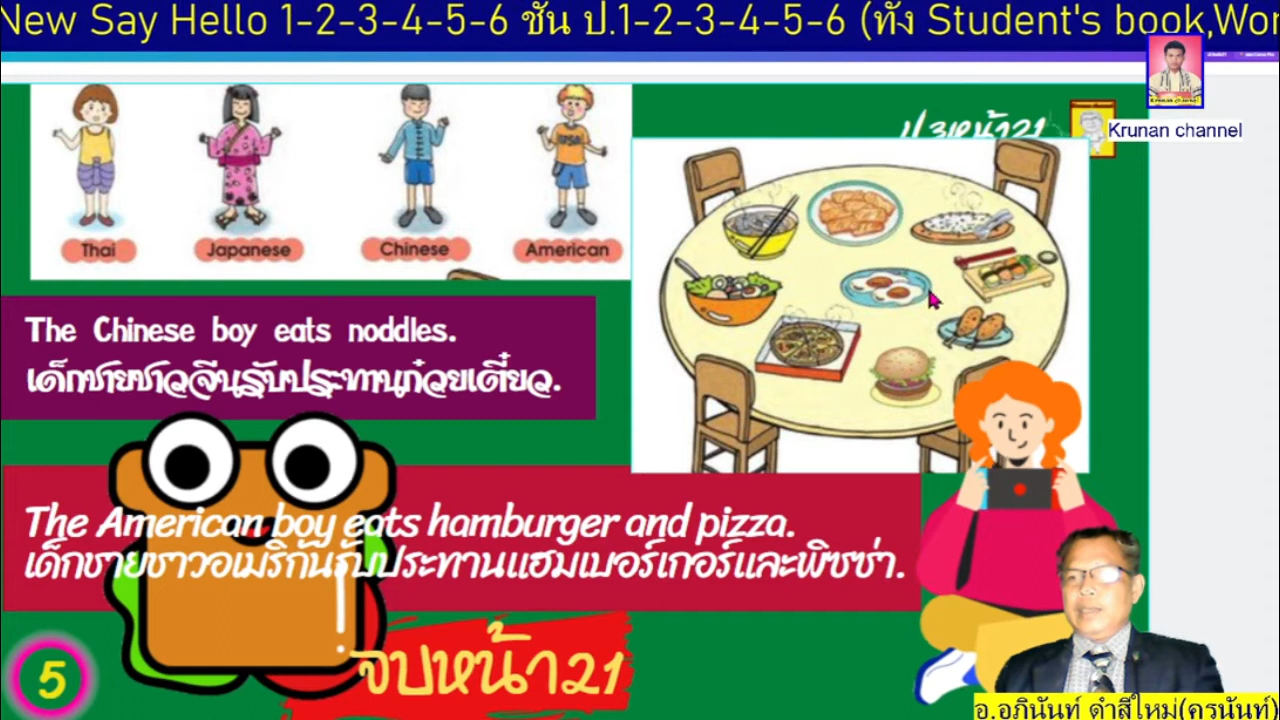 New Say Hello 1-2-3-4-5-6 ชั้น ป.1-2-3-4-5-6 (ทั้ง Student's book,Wor
ป.3หน้า21
Krunan channel
Thai
Japanese
Chinese
American
The Chinese boy eats noddles.
เด็กชายชาวจีนรับประทานก๋วยเตี๋ยว.
The American boy eats hamburger and pizza.
เด็กชายชาวอเมริกันรับประทานแฮมเบอร์เกอร์และพิซซ่า.
5
จบหน้า21
อ.อภินันท์ ดำสีใหม่(ครูนันท์)